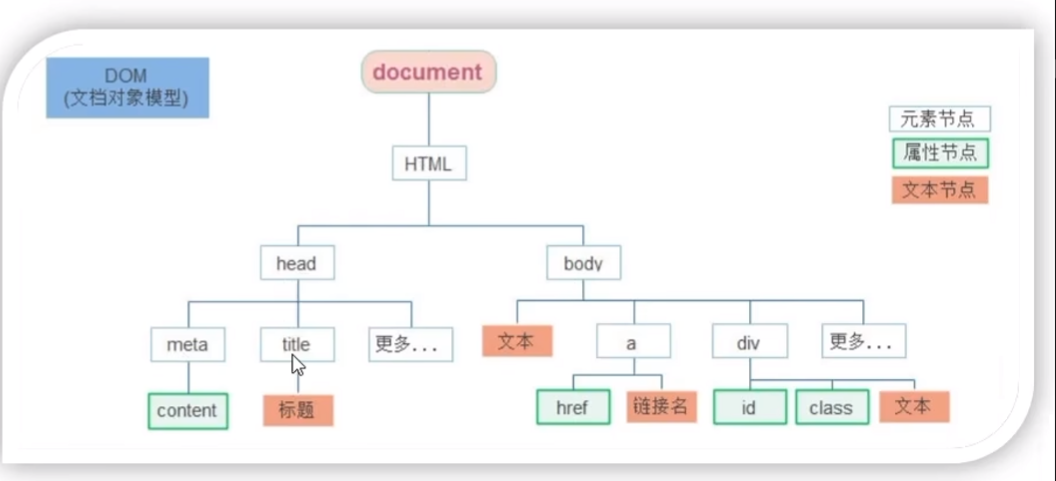 DOM
(文档对象模型)
document
元素节点
属性节点
文本节点
HTML
head
body
meta
title
更多...
文本
a
div
更多...
content
标题
href
链接名
id
class
文本